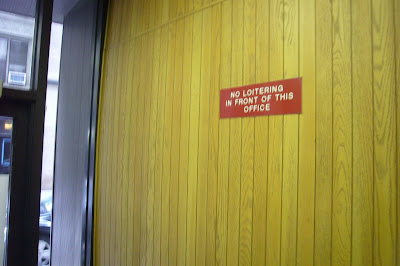 NO LOITERING
IN FRONT OF THIS
OFFICE